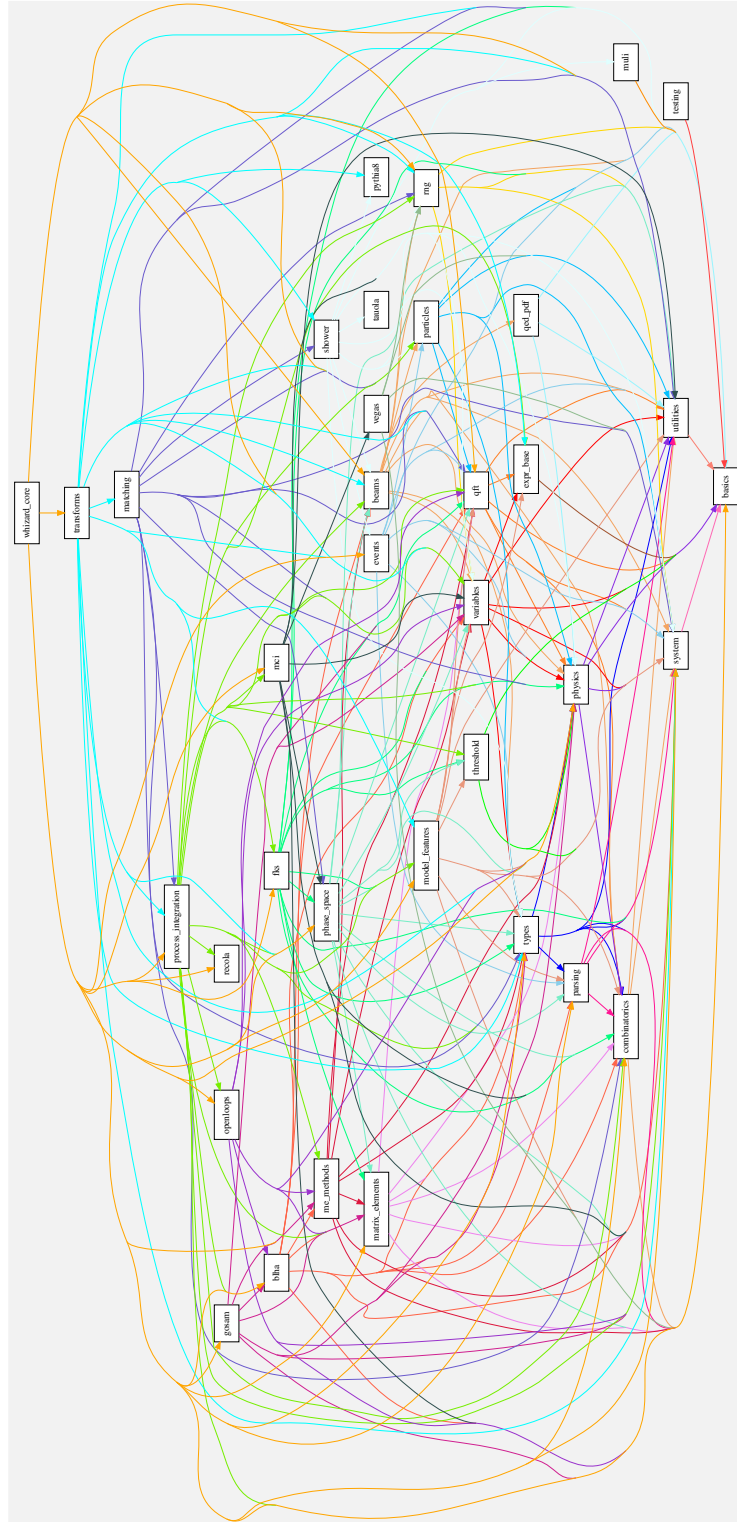 whizard_core
transforms
matching
process_integration
recola
openloops
gosam
mci
fks
blha
shower
phase_space
me_methods
pythia8
tauola
vegas
beams
events
matrix_elements
rng
particles
model_features
qft
variables
threshold
qed_pdf
expr_base
types
physics
parsing
muli
combinatorics
testing
utilities
system
basics